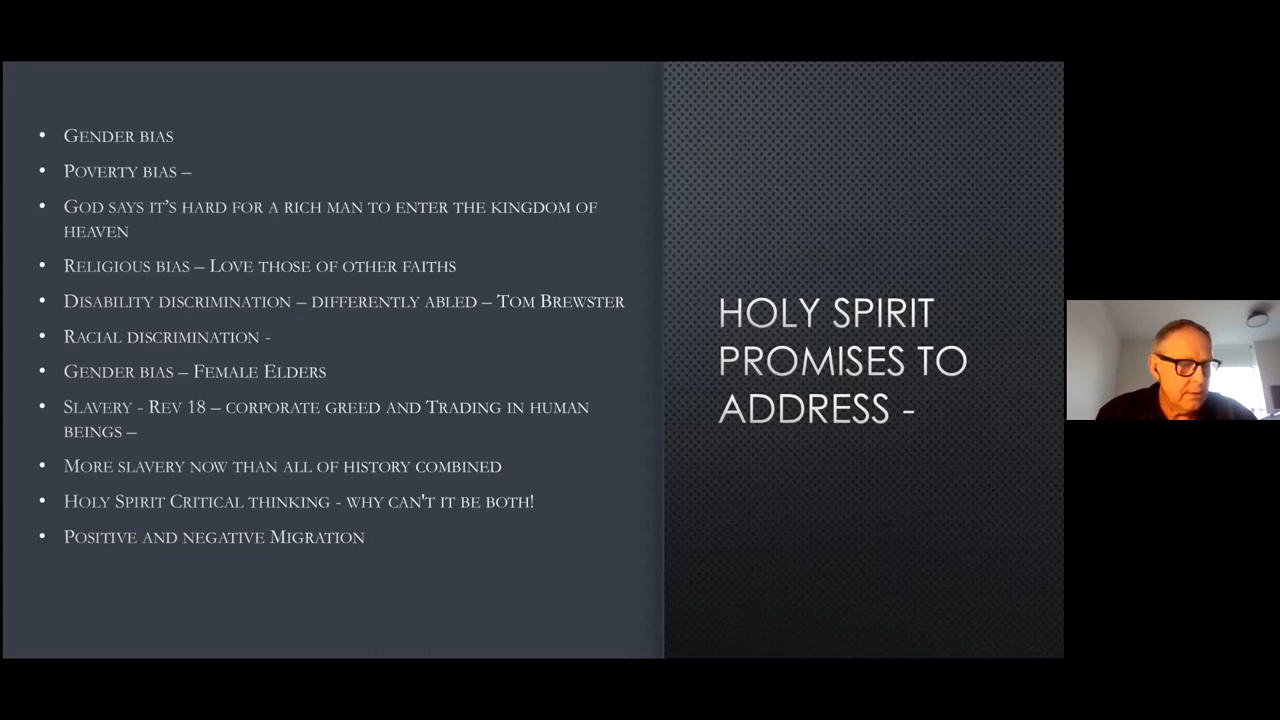 • Gender bias
• Poverty bias –
• God says it's hard for a rich man to enter the kingdom of
heaven
• Religious bias – Love those of other faiths
• Disability discrimination – differently abled – Tom Brewster
• Racial discrimination -
• Gender bias – Female Elders
• Slavery - Rev 18 – corporate greed and Trading in human
beings –
• More slavery now than all of history combined
• Holy Spirit Critical thinking - why can't it be both!
• Positive and negative Migration
HOLY SPIRIT
PROMISES TO
ADDRESS -